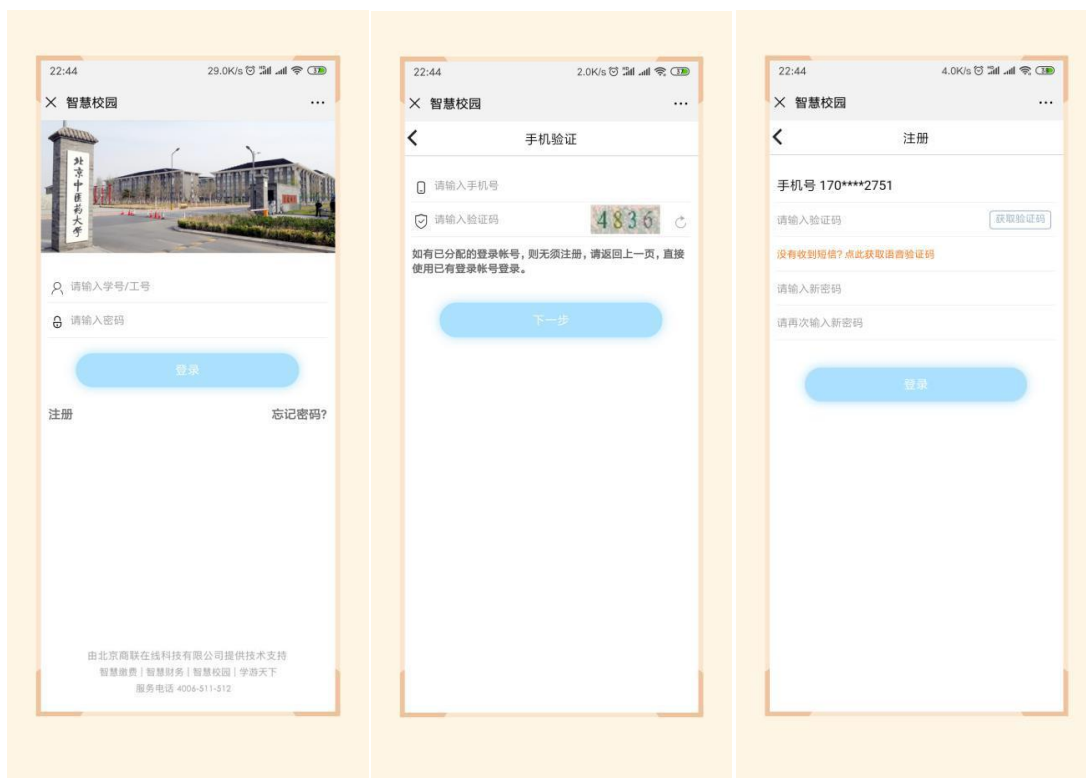 22:44
29.0K/s
37
智慧校园
北京中医药大学
请输入学号/工号
请输入密码
登录
注册
忘记密码?
由北京商联在线科技有限公司提供技术支持
智慧缴费 | 智慧财务 | 智慧校园 | 学游天下
服务电话 4006-511-512
22:44
2.0K/s
37
智慧校园
手机验证
请输入手机号
请输入验证码
4836
如有已分配的登录帐号，则无须注册，请返回上一页，直接
使用已有登录帐号登录。
下一步
22:44
4.0K/s
智慧校园
注册
手机号 170****2751
请输入验证码
获取验证码
没有收到短信? 点此获取语音验证码
请输入新密码
请再次输入新密码
登录